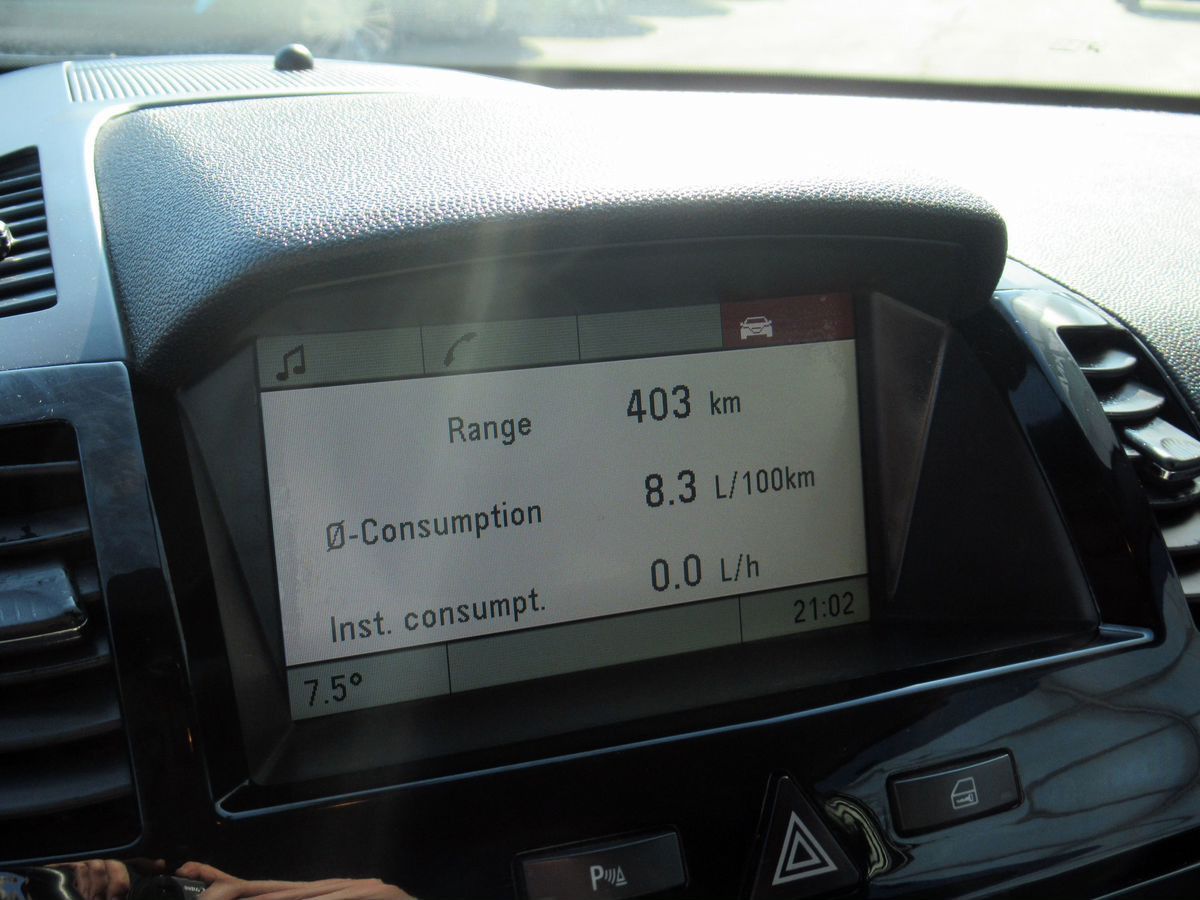 Range 403 km
Ø-Consumption 8.3 L/100km
Inst. consumpt. 0.0 L/h
7.5° 21:02
P